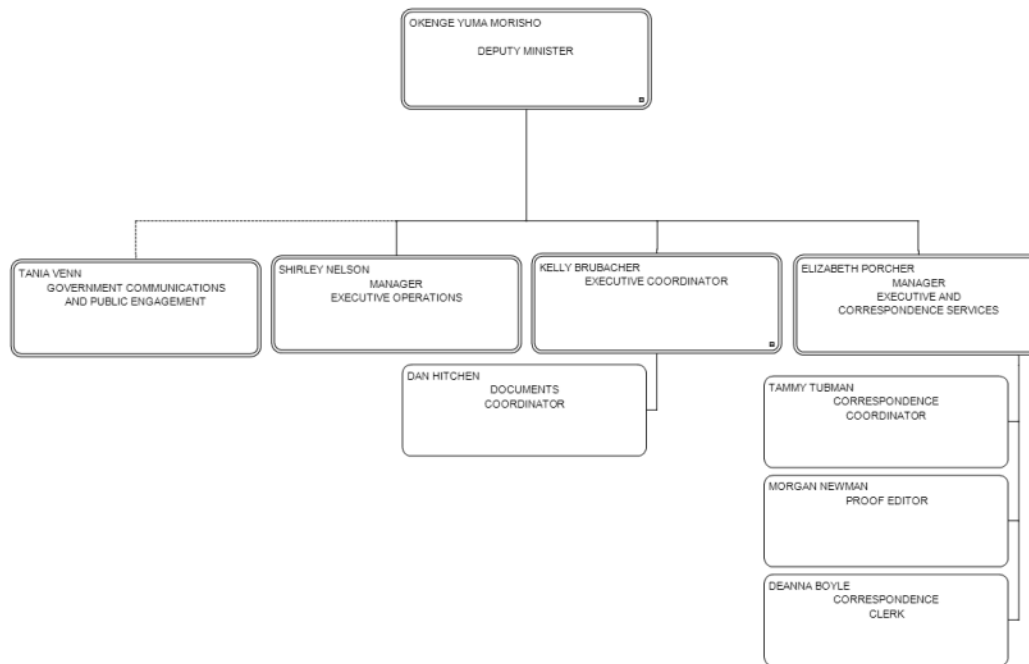 OKENGE YUMA MORISHO
DEPUTY MINISTER
TANIA VENN
GOVERNMENT COMMUNICATIONS
AND PUBLIC ENGAGEMENT
SHIRLEY NELSON
MANAGER
EXECUTIVE OPERATIONS
KELLY BRUBACHER
EXECUTIVE COORDINATOR
ELIZABETH PORCHER
MANAGER
EXECUTIVE AND
CORRESPONDENCE SERVICES
DAN HITCHEN
DOCUMENTS
COORDINATOR
TAMMY TUBMAN
CORRESPONDENCE
COORDINATOR
MORGAN NEWMAN
PROOF EDITOR
DEANNA BOYLE
CORRESPONDENCE
CLERK